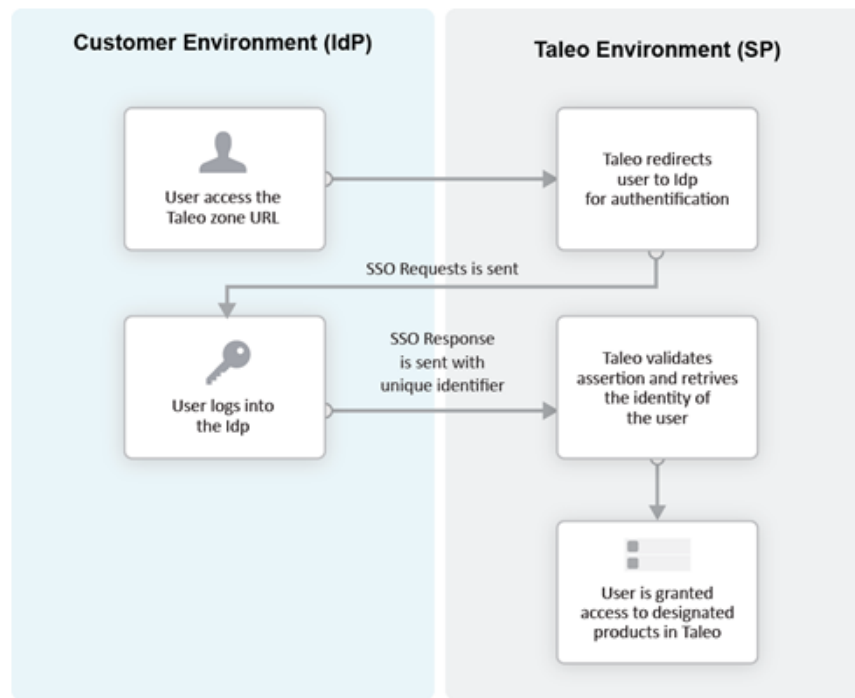 Customer Environment (IdP)
Taleo Environment (SP)
User access the
Taleo zone URL
Taleo redirects
user to Idp
for authentification
SSO Requests is sent
SSO Response
is sent with
unique identifier
User logs into
the Idp
Taleo validates
assertion and retrives
the identity of
the user
User is granted
access to designated
products in Taleo